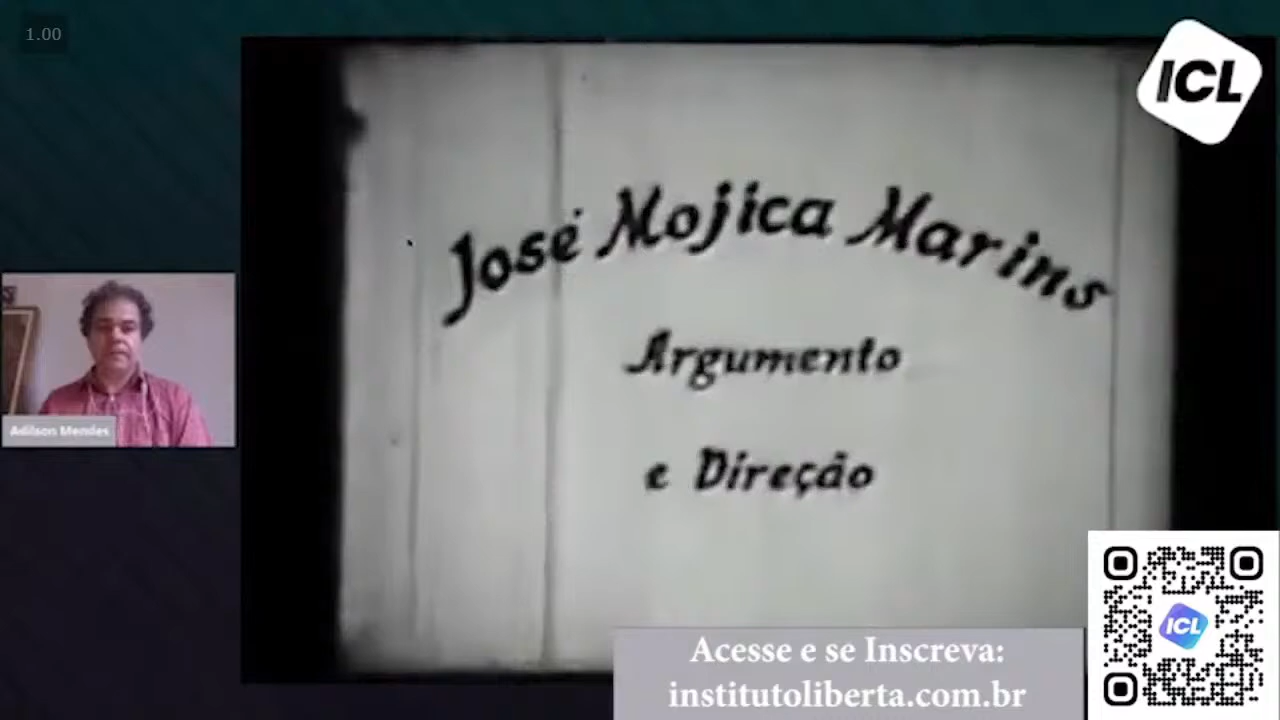 1.00
ICL
José Mojica Marins
Argumento
e Direção
Adilson Mendes
Acesse e se Inscreva:
institutoliberta.com.br
ICL